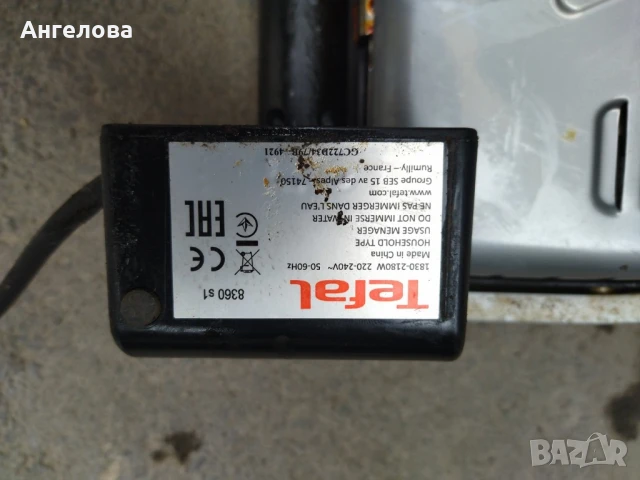 Ангелова
Tefal
8360 s1
1830-2180W 220-240V~ 50-60Hz
Made in China
HOUSEHOLD TYPE
USAGE MENAGER
DO NOT IMMERSE IN WATER
NE PAS IMMERGER DANS L'EAU
www.tefal.com
Groupe SEB 15 av des Alpes - 74150
Rumilly – France
GC722D34/79B - 4921
CE
EAC
BAZAR